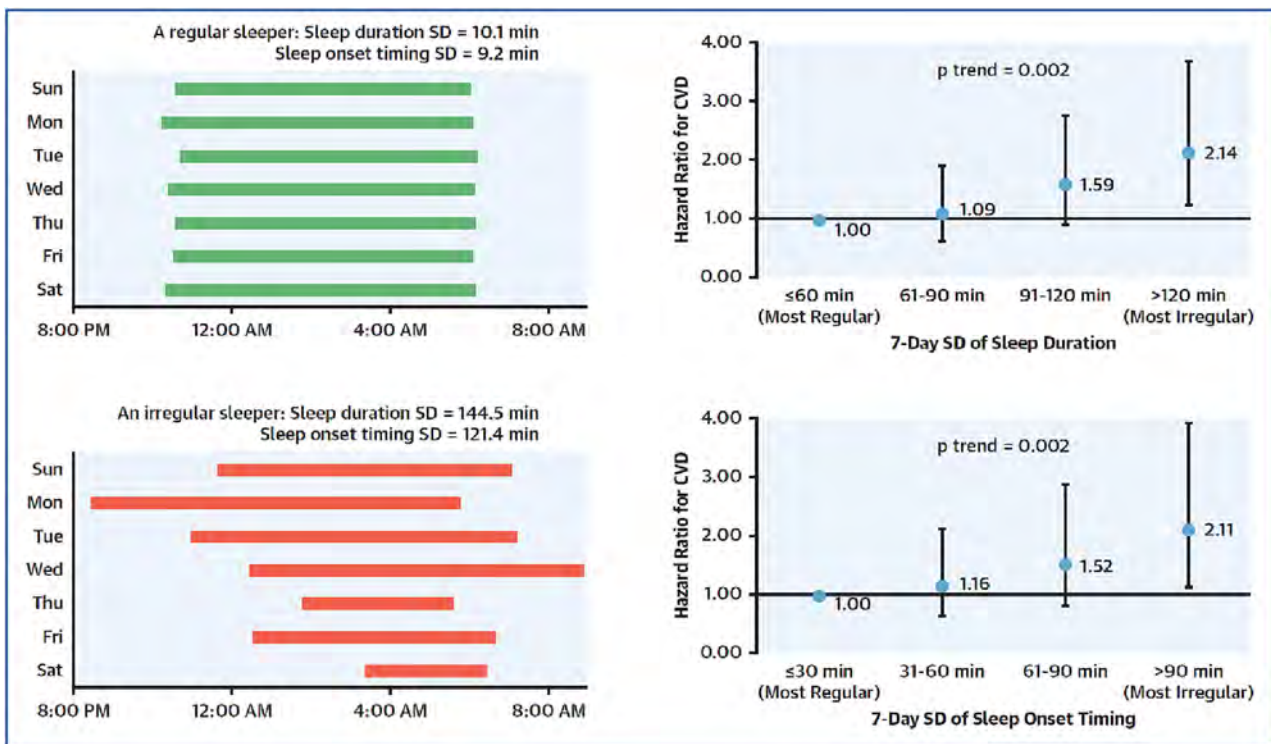 A regular sleeper: Sleep duration SD = 10.1 min
Sleep onset timing SD = 9.2 min
Sun
Mon
Tue
Wed
Thu
Fri
Sat
8:00 PM 12:00 AM 4:00 AM 8:00 AM
4.00
3.00
2.00
1.00
0.00
Hazard Ratio for CVD
p trend = 0.002
1.00
1.09
1.59
2.14
≤60 min 61-90 min 91-120 min >120 min
(Most Regular) (Most Irregular)
7-Day SD of Sleep Duration
An irregular sleeper: Sleep duration SD = 144.5 min
Sleep onset timing SD = 121.4 min
Sun
Mon
Tue
Wed
Thu
Fri
Sat
8:00 PM 12:00 AM 4:00 AM 8:00 AM
4.00
3.00
2.00
1.00
0.00
Hazard Ratio for CVD
p trend = 0.002
1.00
1.16
1.52
2.11
≤30 min 31-60 min 61-90 min >90 min
(Most Regular) (Most Irregular)
7-Day SD of Sleep Onset Timing